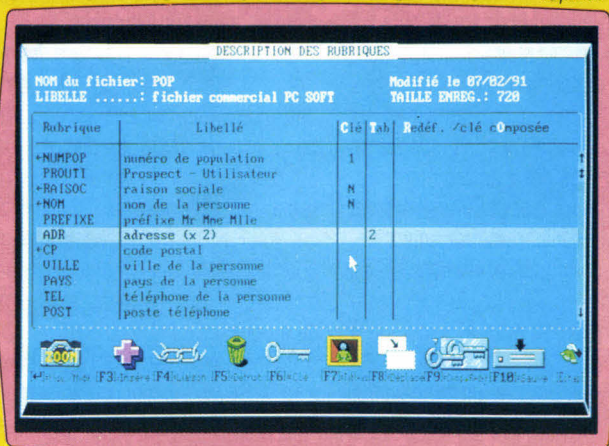 DESCRIPTION DES RUBRIQUES
NOM du fichier: POP Modifié le 07/02/91
LIBELLE ......: fichier commercial PC SOFT TAILLE ENREG.: 720
Rubrique Libellé Clé Tab Redéf. /clé cOmposée
+NUMPOP numéro de population 1
PROUTI Prospect - Utilisateur
+RAISOC raison sociale N
+NOM nom de la personne N
PREFIXE préfixe Mr Mme Mlle
ADR adresse (x 2) 2
+CP code postal
VILLE ville de la personne
PAYS pays de la personne
TEL téléphone de la personne
POST poste téléphone
ZOOM
F3 F4 F5 F6 F7 F8 F9 F10